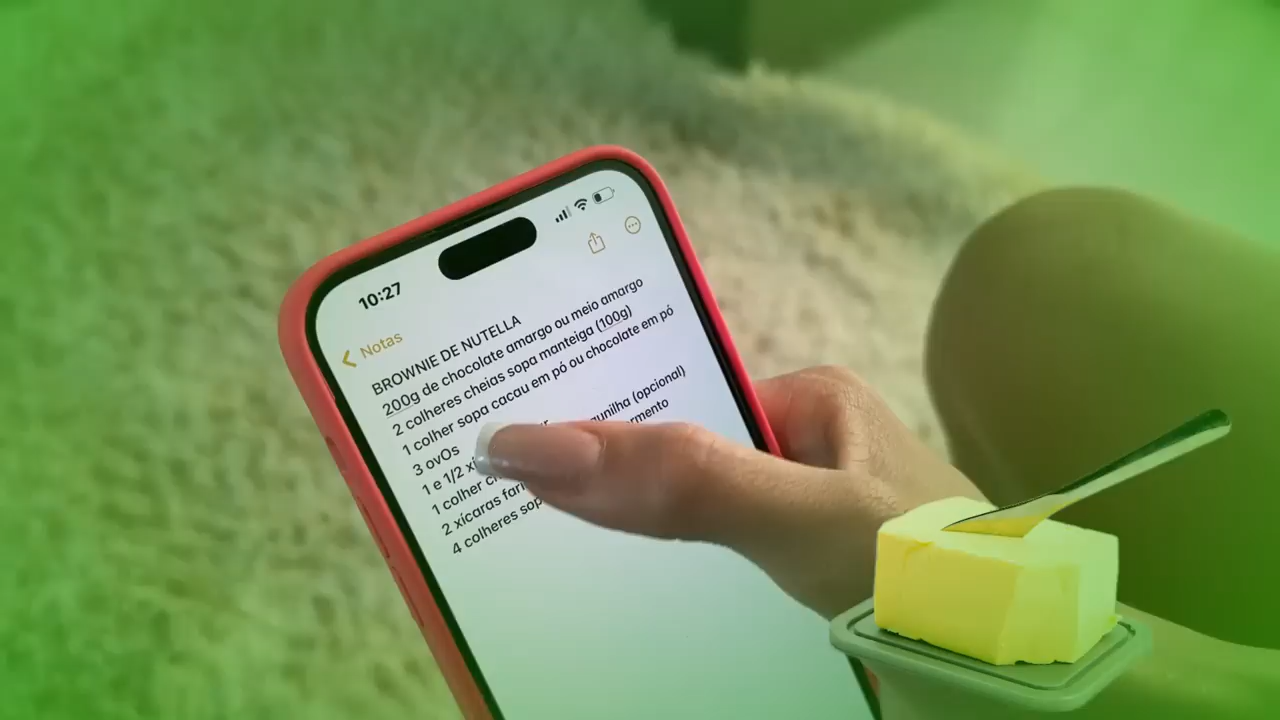 10:27
Notas
BROWNIE DE NUTELLA
200g de chocolate amargo ou meio amargo
2 colheres cheias sopa manteiga (100g)
1 colher sopa cacau em pó ou chocolate em pó
3 ovOs
1 e 1/2
1 colher (opcional)
2 xícaras
4 colheres